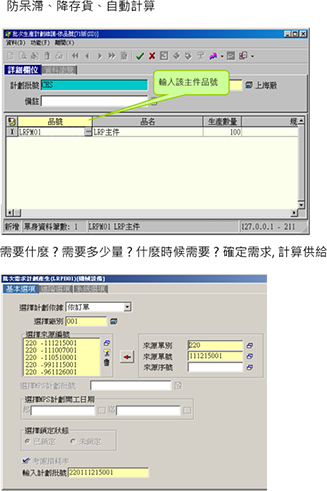 防呆滯、降存貨、自動計算
批次生產計劃維護-依品號(7I版(SD))
資料(D) 功能(F) 離開(X)
詳細欄位
計劃批號 CRS
上海廠
備註
輸入該主件品號
品號 品名 生產數量 規
1 LRPM01 LRP主件 100
新增 單身資料筆數: 1 LRPM01 LRP主件 127.0.0.1 - 211
需要什麼？需要多少量？什麼時候需要？確定需求, 計算供給
批次需求計劃產生(LRPB01)(機械設備)
基本選項 進階選項 系統選項
選擇計劃依據 依訂單
選擇廠別 001
選擇來源編號
220 -111215001
220 -111007001
220 -110510001
220 -991115001
220 -961126001
來源單別 220
來源單號 111215001
來源序號
選擇MPS計劃批號
選擇MPS計劃開工日期
起 迄
選擇鎖定狀態
已鎖定 未鎖定
考慮損耗率
輸入計劃批號 220111215001